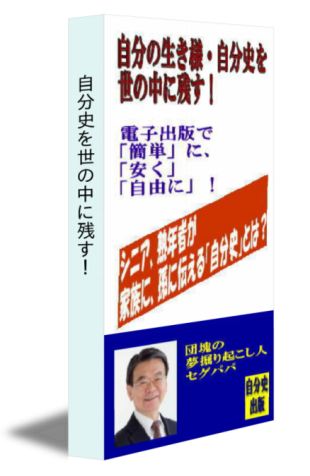 自分史を世の中に残す！
自分の生き様・自分史を
世の中に残す！
電子出版で
「簡単」に、
「安く」
「自由に」！
シニア、熟年者が
家族に、孫に伝える「自分史」とは？
団塊の
夢掘り起こし人
セグパパ
自分史
出版